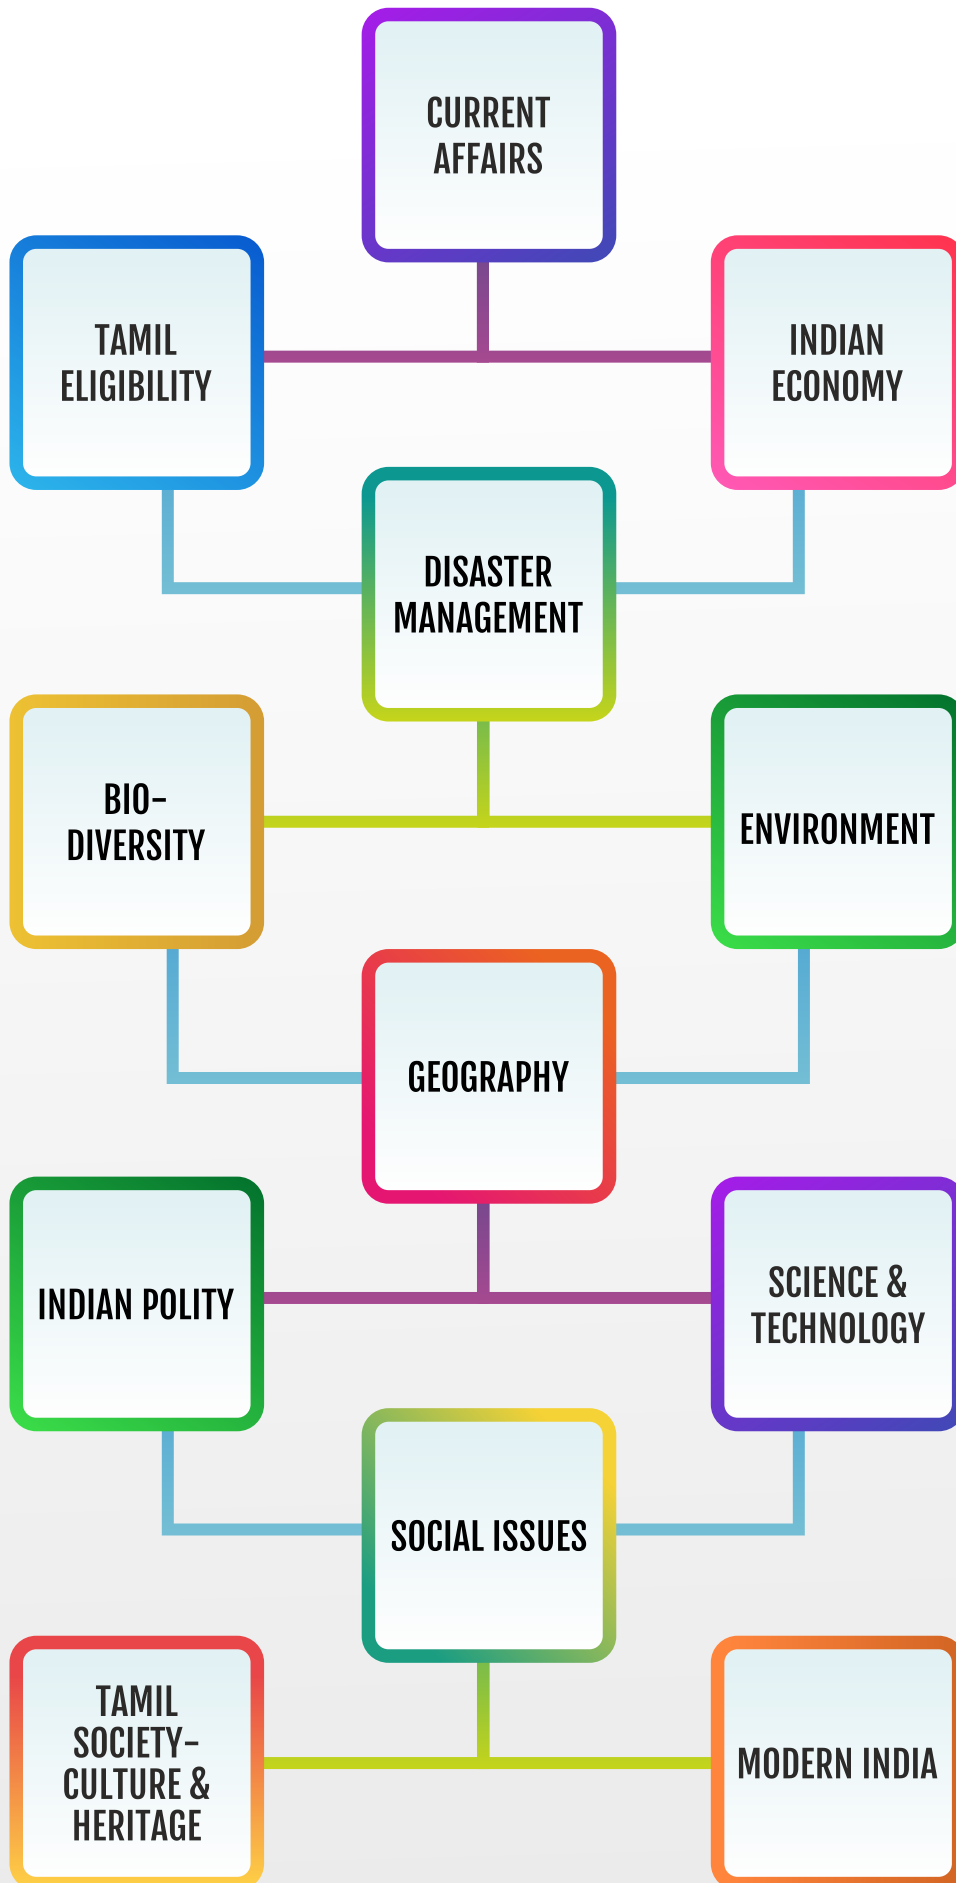 CURRENT
AFFAIRS
TAMIL
ELIGIBILITY
INDIAN
ECONOMY
DISASTER
MANAGEMENT
BIO-
DIVERSITY
ENVIRONMENT
GEOGRAPHY
INDIAN POLITY
SCIENCE &
TECHNOLOGY
SOCIAL ISSUES
TAMIL
SOCIETY-
CULTURE &
HERITAGE
MODERN INDIA